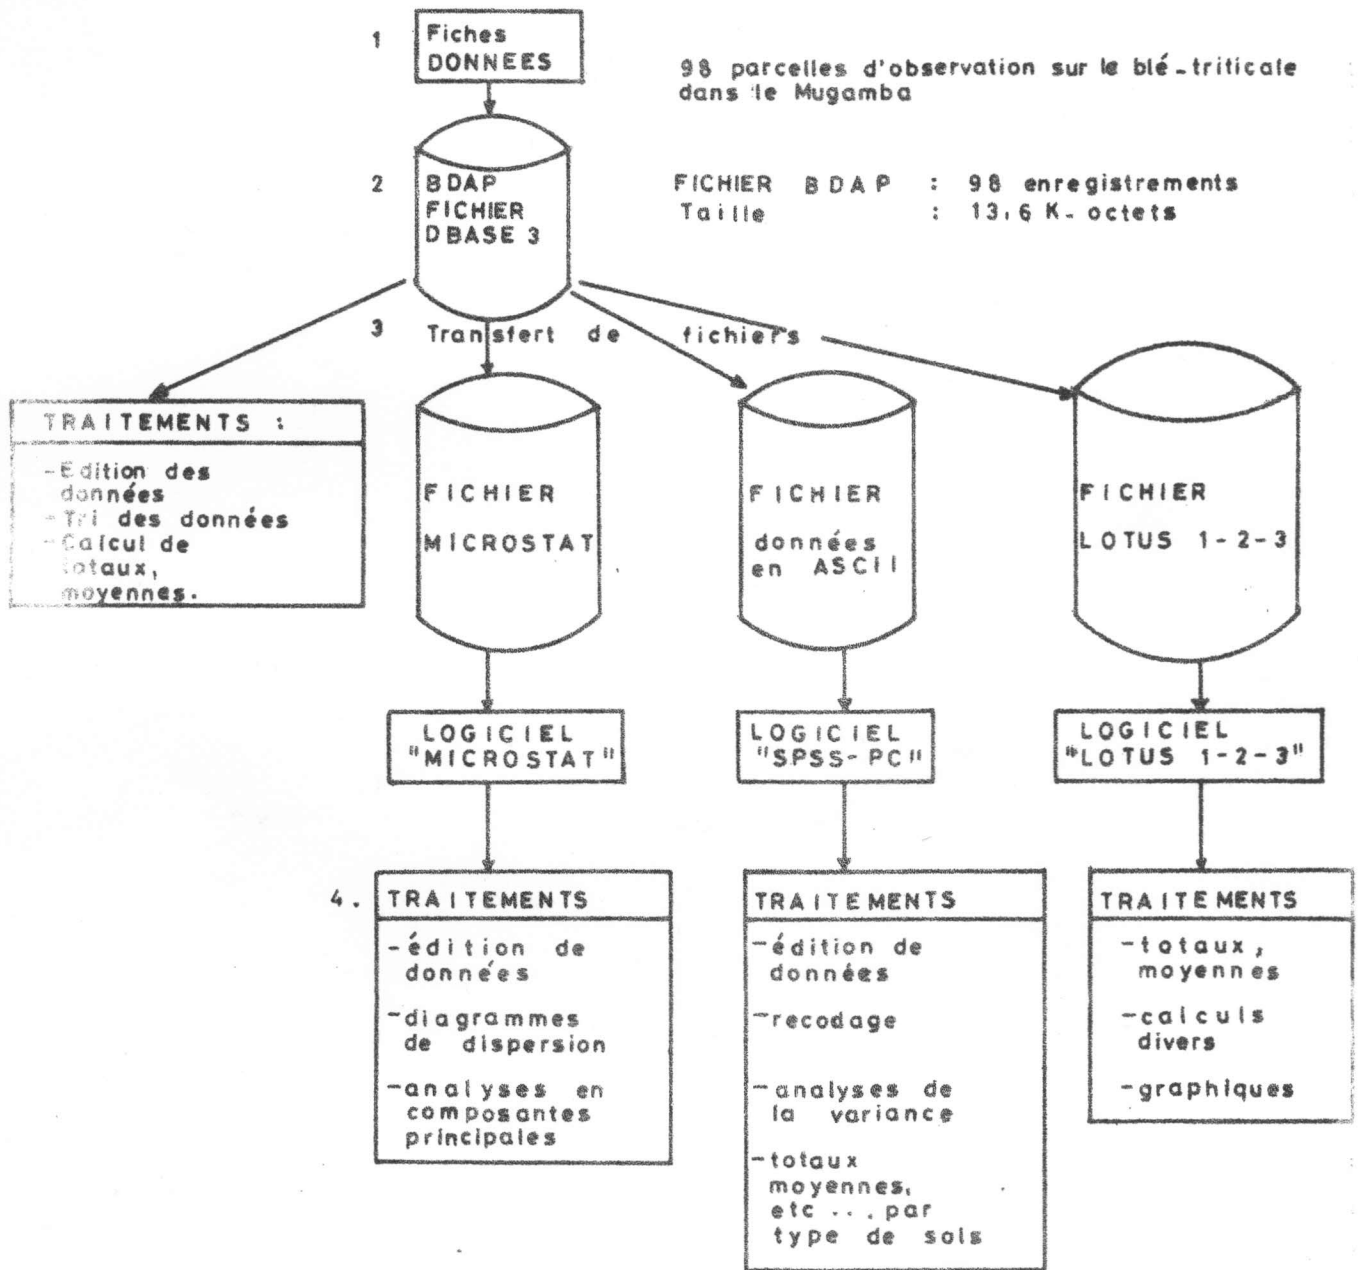 1 Fiches
DONNEES
98 parcelles d'observation sur le blé-triticale
dans le Mugamba
2 BDAP
FICHIER
DBASE 3
FICHIER BDAP : 98 enregistrements
Taille : 13,6 K-octets
3 Transfert de fichiers
TRAITEMENTS :
-Edition des
données
-Tri des données
-Calcul de
totaux,
moyennes.
FICHIER
MICROSTAT
FICHIER
données
en ASCII
FICHIER
LOTUS 1-2-3
LOGICIEL
"MICROSTAT"
LOGICIEL
"SPSS-PC"
LOGICIEL
"LOTUS 1-2-3"
4. TRAITEMENTS
-édition de
données
-diagrammes
de dispersion
-analyses en
composantes
principales
TRAITEMENTS
-édition de
données
-recodage
-analyses de
la variance
-totaux
moyennes,
etc ... par
type de sols
TRAITEMENTS
-totaux,
moyennes
-calculs
divers
-graphiques